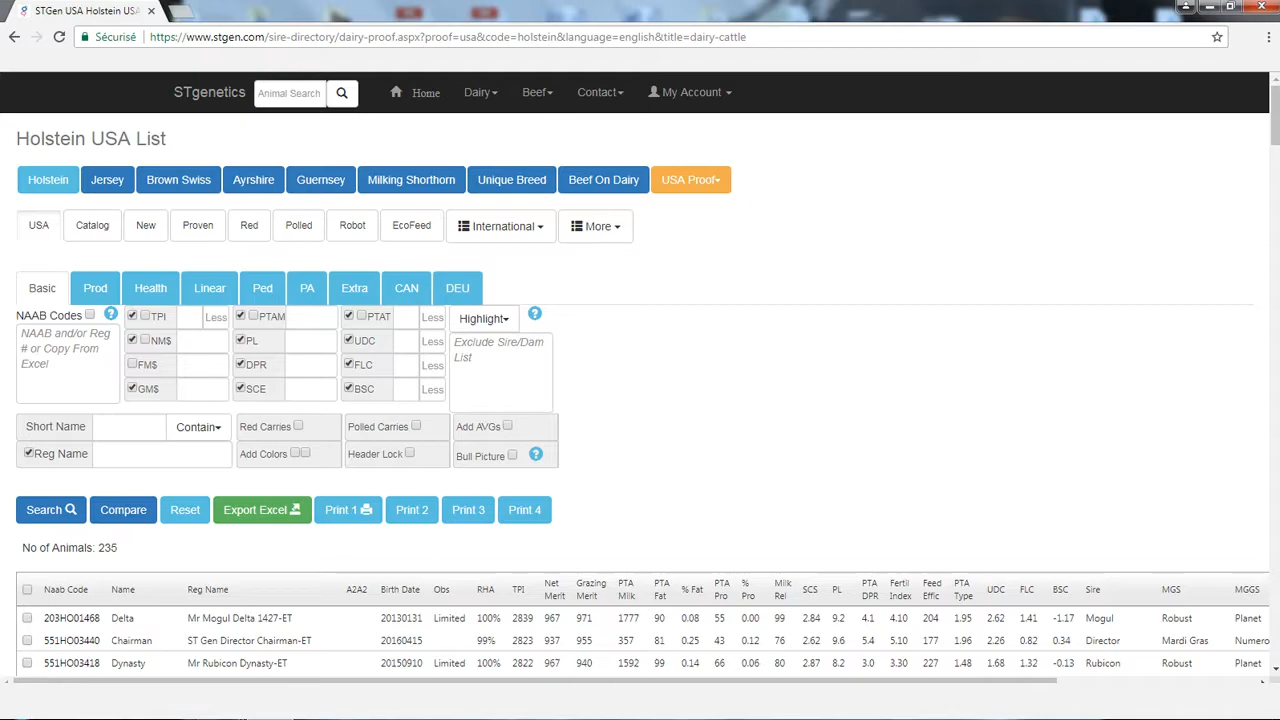 STGen USA Holstein USA Li
Sécurisé https://www.stgen.com/sire-directory/dairy-proof.aspx?proof=usa&code=holstein&language=english&title=dairy-cattle
STgenetics Animal Search Home Dairy Beef Contact My Account
Holstein USA List
Holstein Jersey Brown Swiss Ayrshire Guernsey Milking Shorthorn Unique Breed Beef On Dairy USA Proof
USA Catalog New Proven Red Polled Robot EcoFeed International More
Basic Prod Health Linear Ped PA Extra CAN DEU
NAAB Codes ? TPI Less PTAM PTAT Less Highlight ?
NAAB and/or Reg # or Copy From Excel
NM$ PL UDC Less Exclude Sire/Dam List
FM$ DPR FLC Less
GM$ SCE BSC Less
Short Name Contain Red Carries Polled Carries Add AVGs
Reg Name Add Colors Header Lock Bull Picture ?
Search Compare Reset Export Excel Print 1 Print 2 Print 3 Print 4
No of Animals: 235
Naab Code Name Reg Name A2A2 Birth Date Obs RHA TPI Net Merit Grazing Merit PTA Milk PTA Fat % Fat PTA Pro % Pro Milk Rel SCS PL PTA DPR Fertil Index Feed Effic PTA Type UDC FLC BSC Sire MGS MGGS
203HO01468 Delta Mr Mogul Delta 1427-ET 20130131 Limited 100% 2839 967 971 1777 90 0.08 55 0.00 99 2.84 9.2 4.1 4.10 204 1.95 2.62 1.41 -1.17 Mogul Robust Planet
551HO03440 Chairman ST Gen Director Chairman-ET 20160415 99% 2823 937 955 357 81 0.25 43 0.12 76 2.62 9.6 5.4 5.10 177 1.96 2.26 0.82 0.34 Director Mardi Gras Numero
551HO03418 Dynasty Mr Rubicon Dynasty-ET 20150910 Limited 100% 2822 967 940 1592 99 0.14 66 0.06 80 2.87 8.2 3.0 3.30 227 1.48 1.68 1.32 -0.13 Rubicon Robust Planet